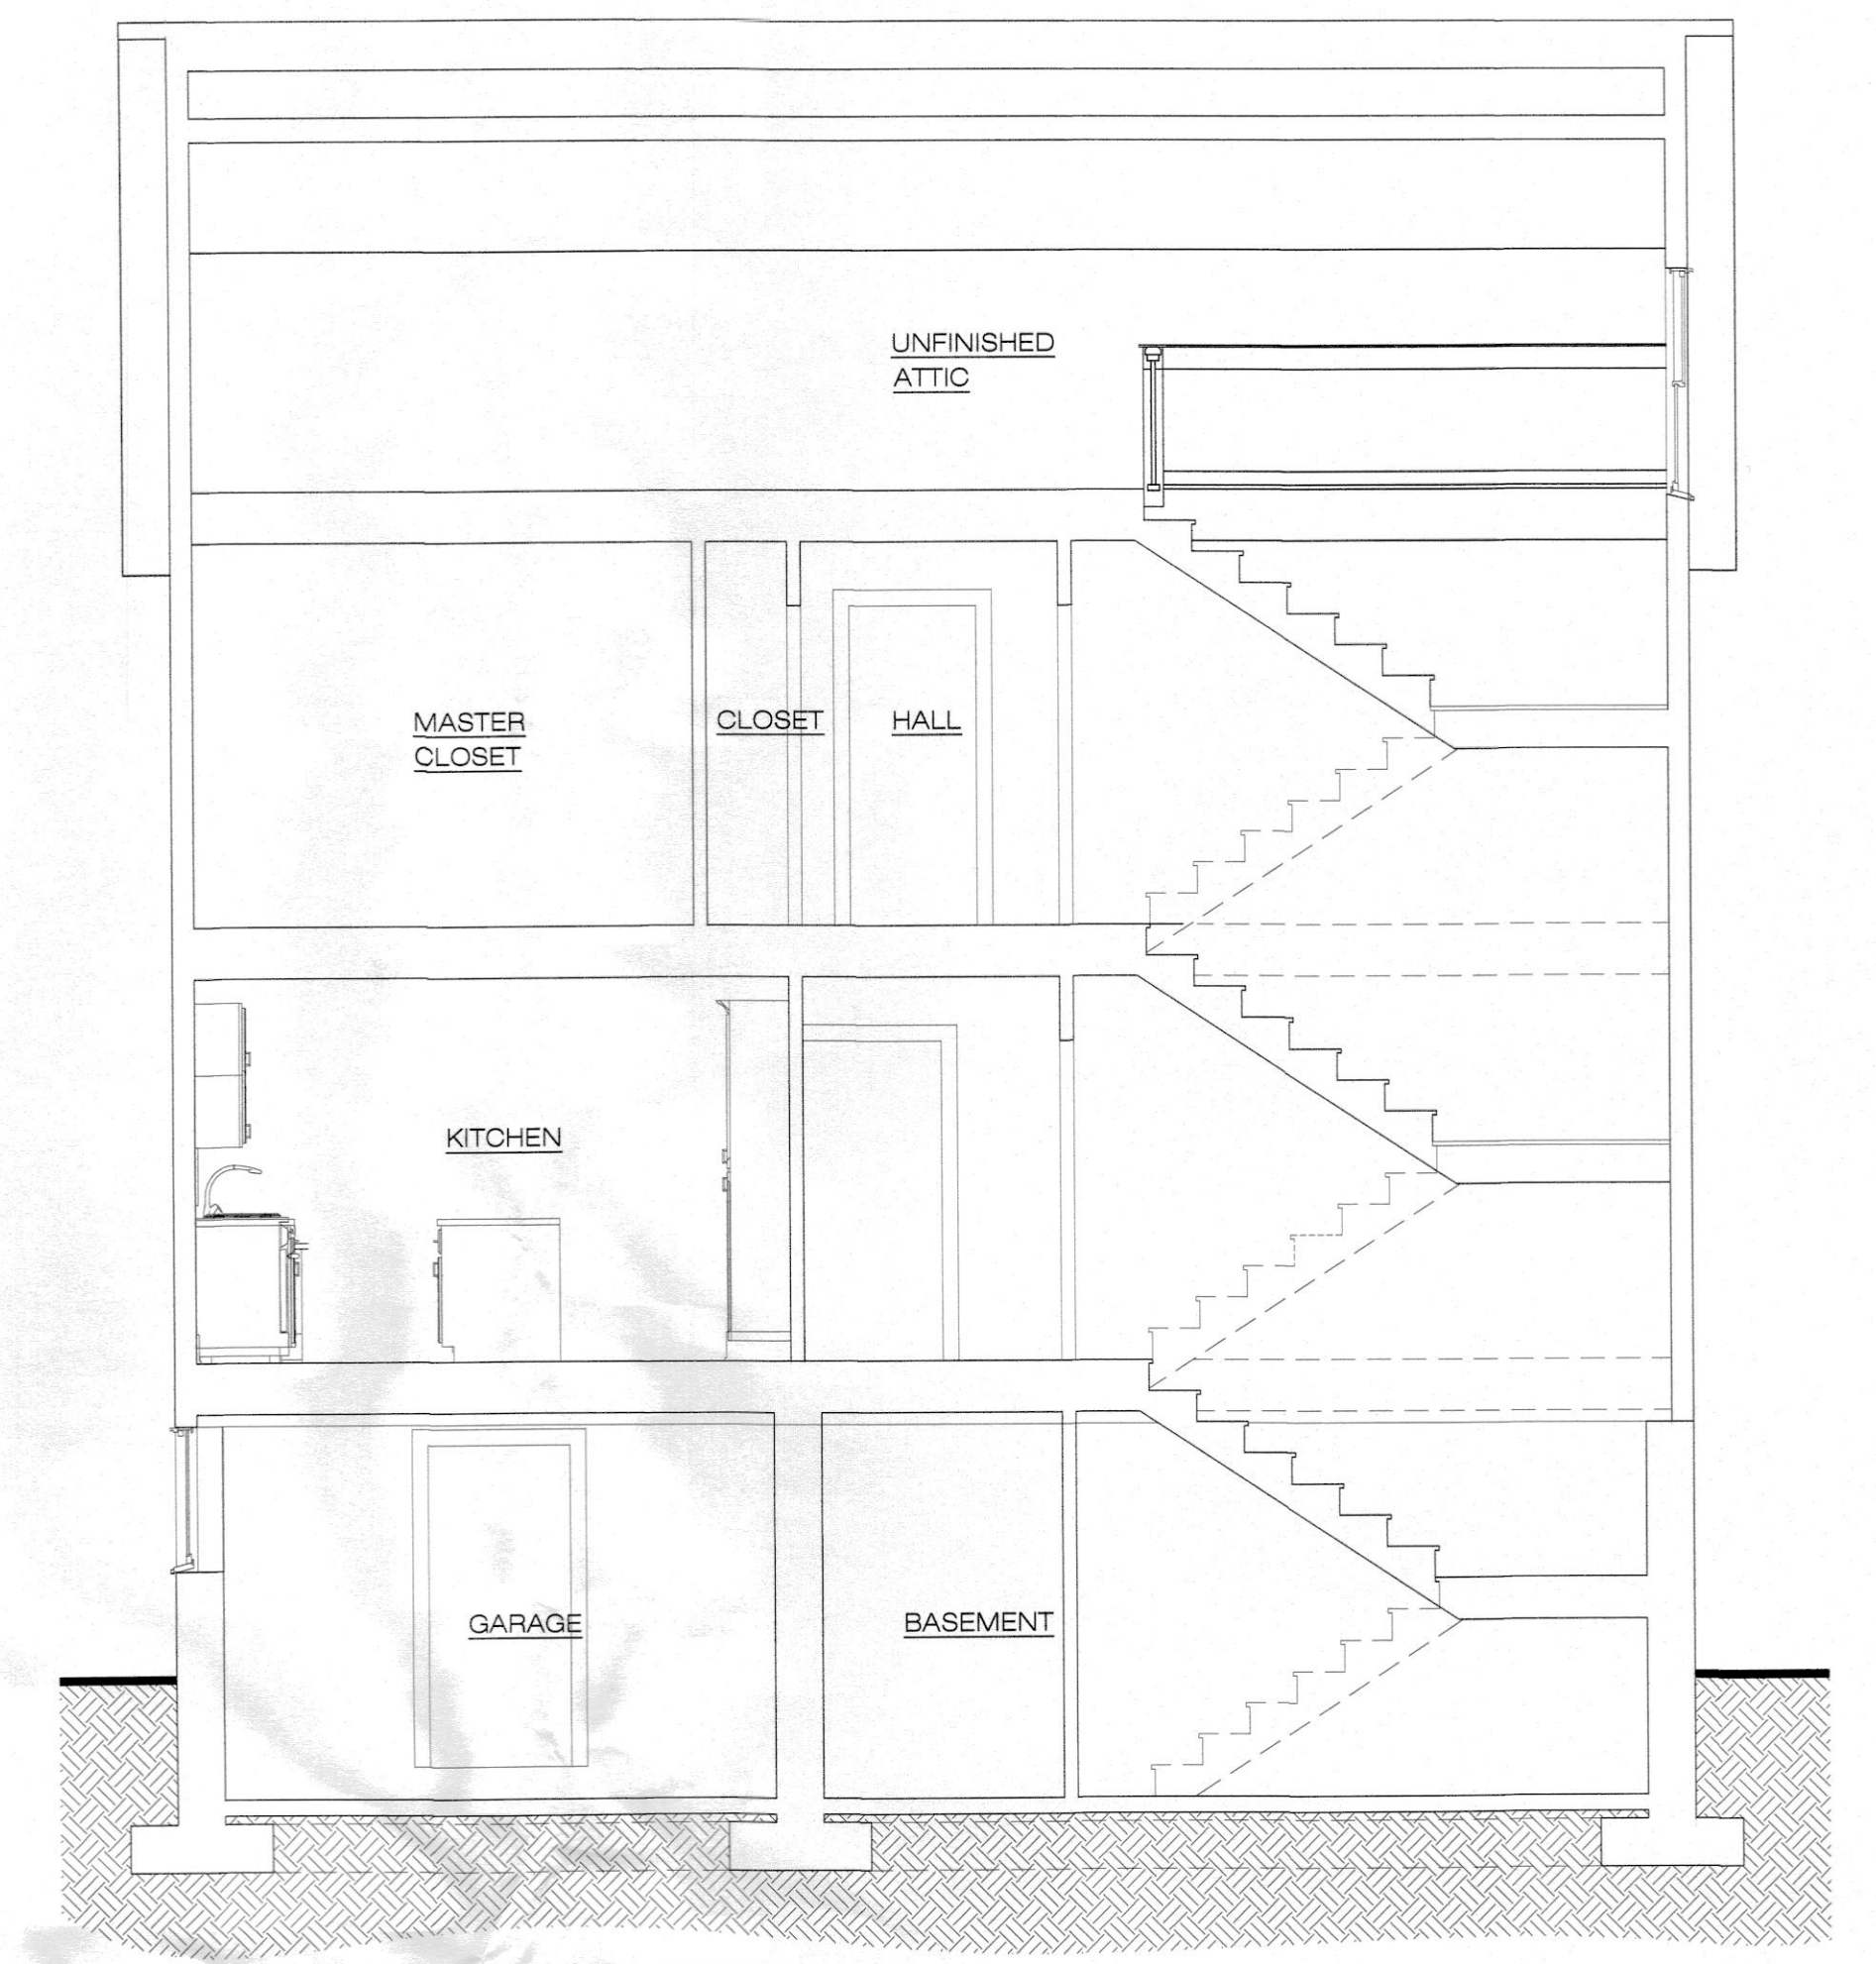 UNFINISHED
ATTIC
MASTER
CLOSET
CLOSET
HALL
KITCHEN
GARAGE
BASEMENT